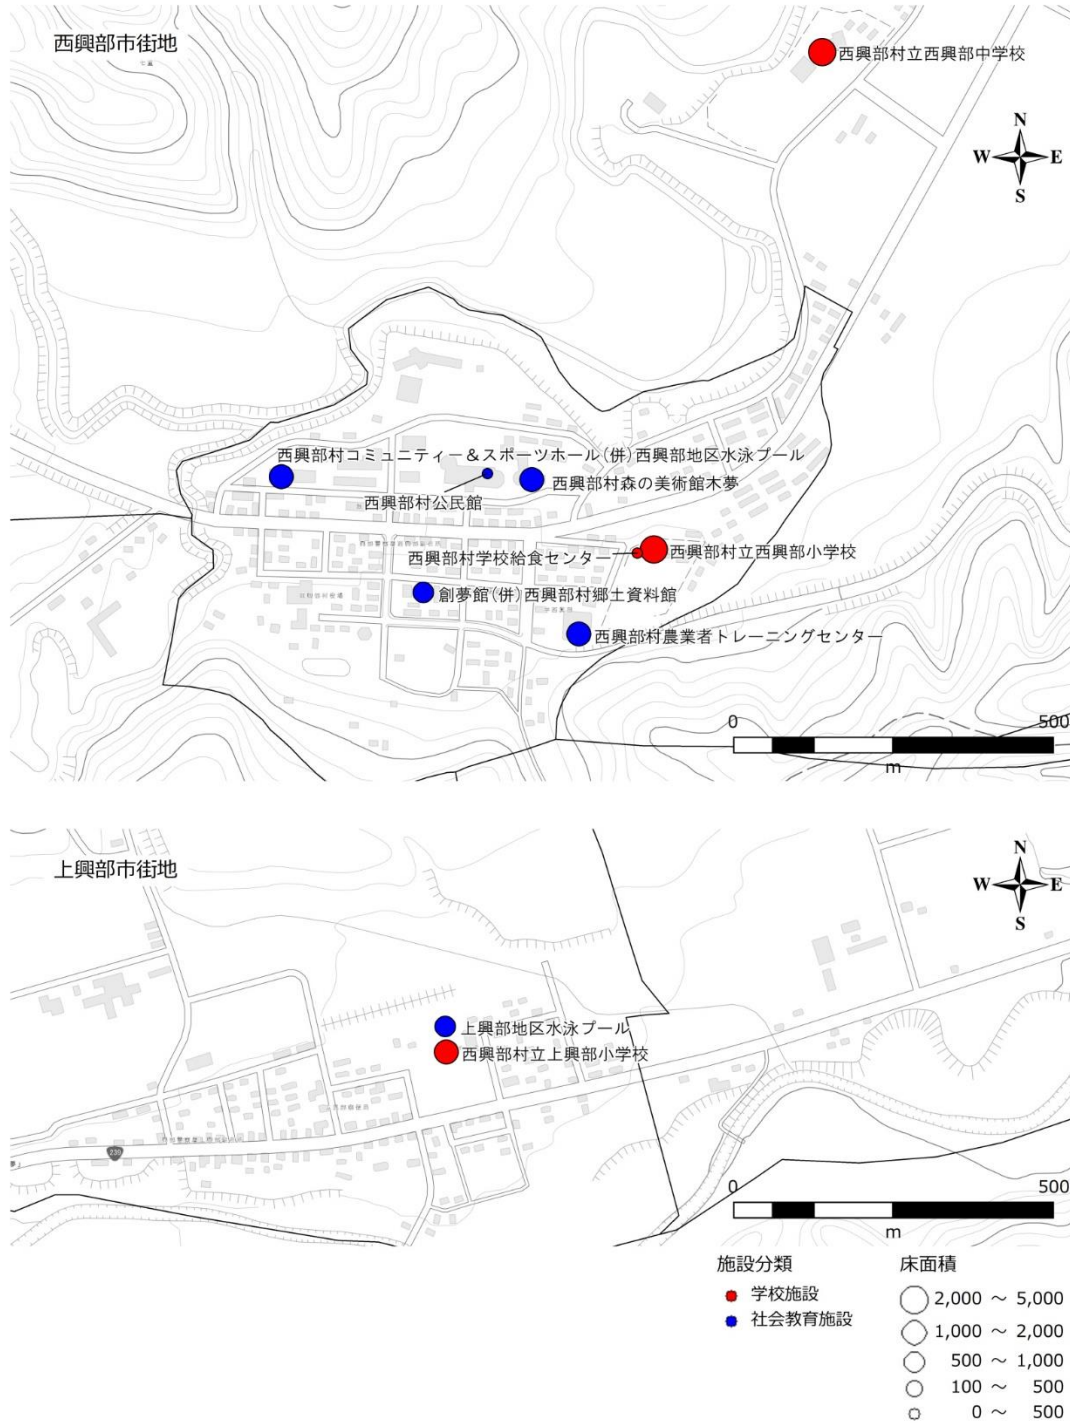 西興部市街地
西興部村立西興部中学校
N
W E
S
西興部村コミュニティー＆スポーツホール(併)西興部地区水泳プール
西興部村森の美術館木夢
西興部村公民館
西興部村学校給食センター
西興部村立西興部小学校
創夢館(併)西興部村郷土資料館
西興部村農業者トレーニングセンター
0 500
m
上興部市街地
N
W E
S
上興部地区水泳プール
西興部村立上興部小学校
239
0 500
m
施設分類
学校施設
社会教育施設
床面積
2,000 ～ 5,000
1,000 ～ 2,000
500 ～ 1,000
100 ～ 500
0 ～ 500